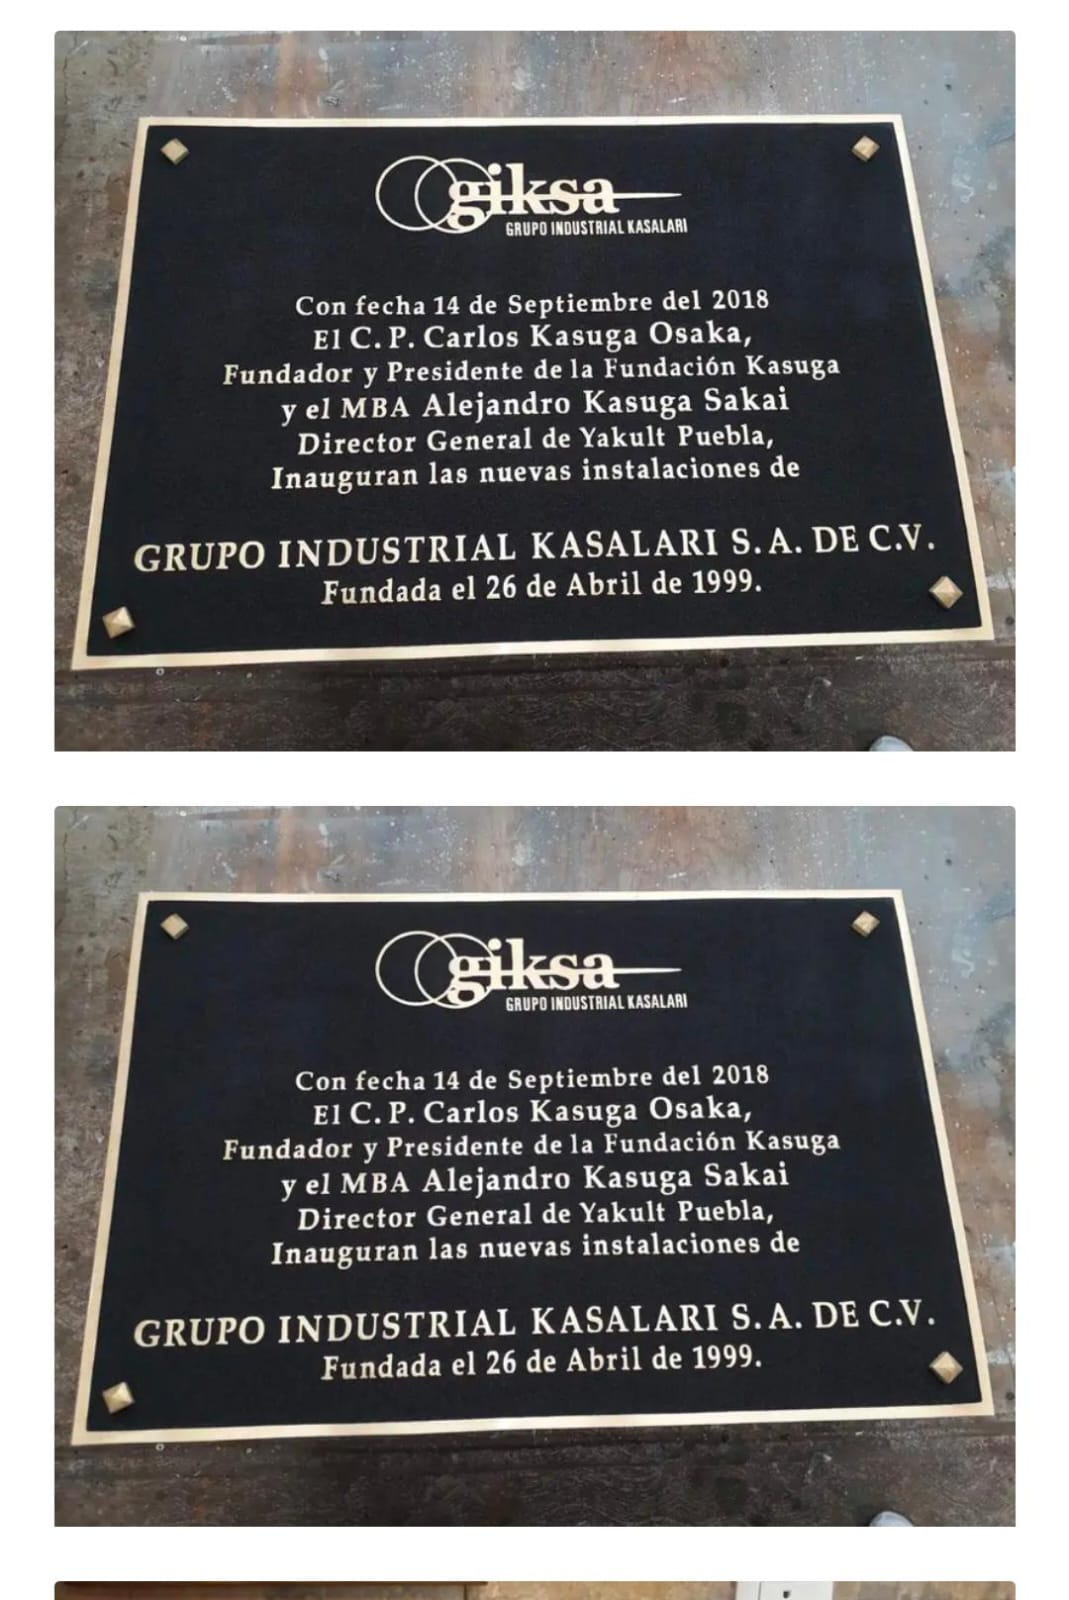 giksa
GRUPO INDUSTRIAL KASALARI
Con fecha 14 de Septiembre del 2018
El C. P. Carlos Kasuga Osaka,
Fundador y Presidente de la Fundación Kasuga
y el MBA Alejandro Kasuga Sakai
Director General de Yakult Puebla,
Inauguran las nuevas instalaciones de
GRUPO INDUSTRIAL KASALARI S. A. DE C.V.
Fundada el 26 de Abril de 1999.
giksa
GRUPO INDUSTRIAL KASALARI
Con fecha 14 de Septiembre del 2018
El C. P. Carlos Kasuga Osaka,
Fundador y Presidente de la Fundación Kasuga
y el MBA Alejandro Kasuga Sakai
Director General de Yakult Puebla,
Inauguran las nuevas instalaciones de
GRUPO INDUSTRIAL KASALARI S. A. DE C.V.
Fundada el 26 de Abril de 1999.